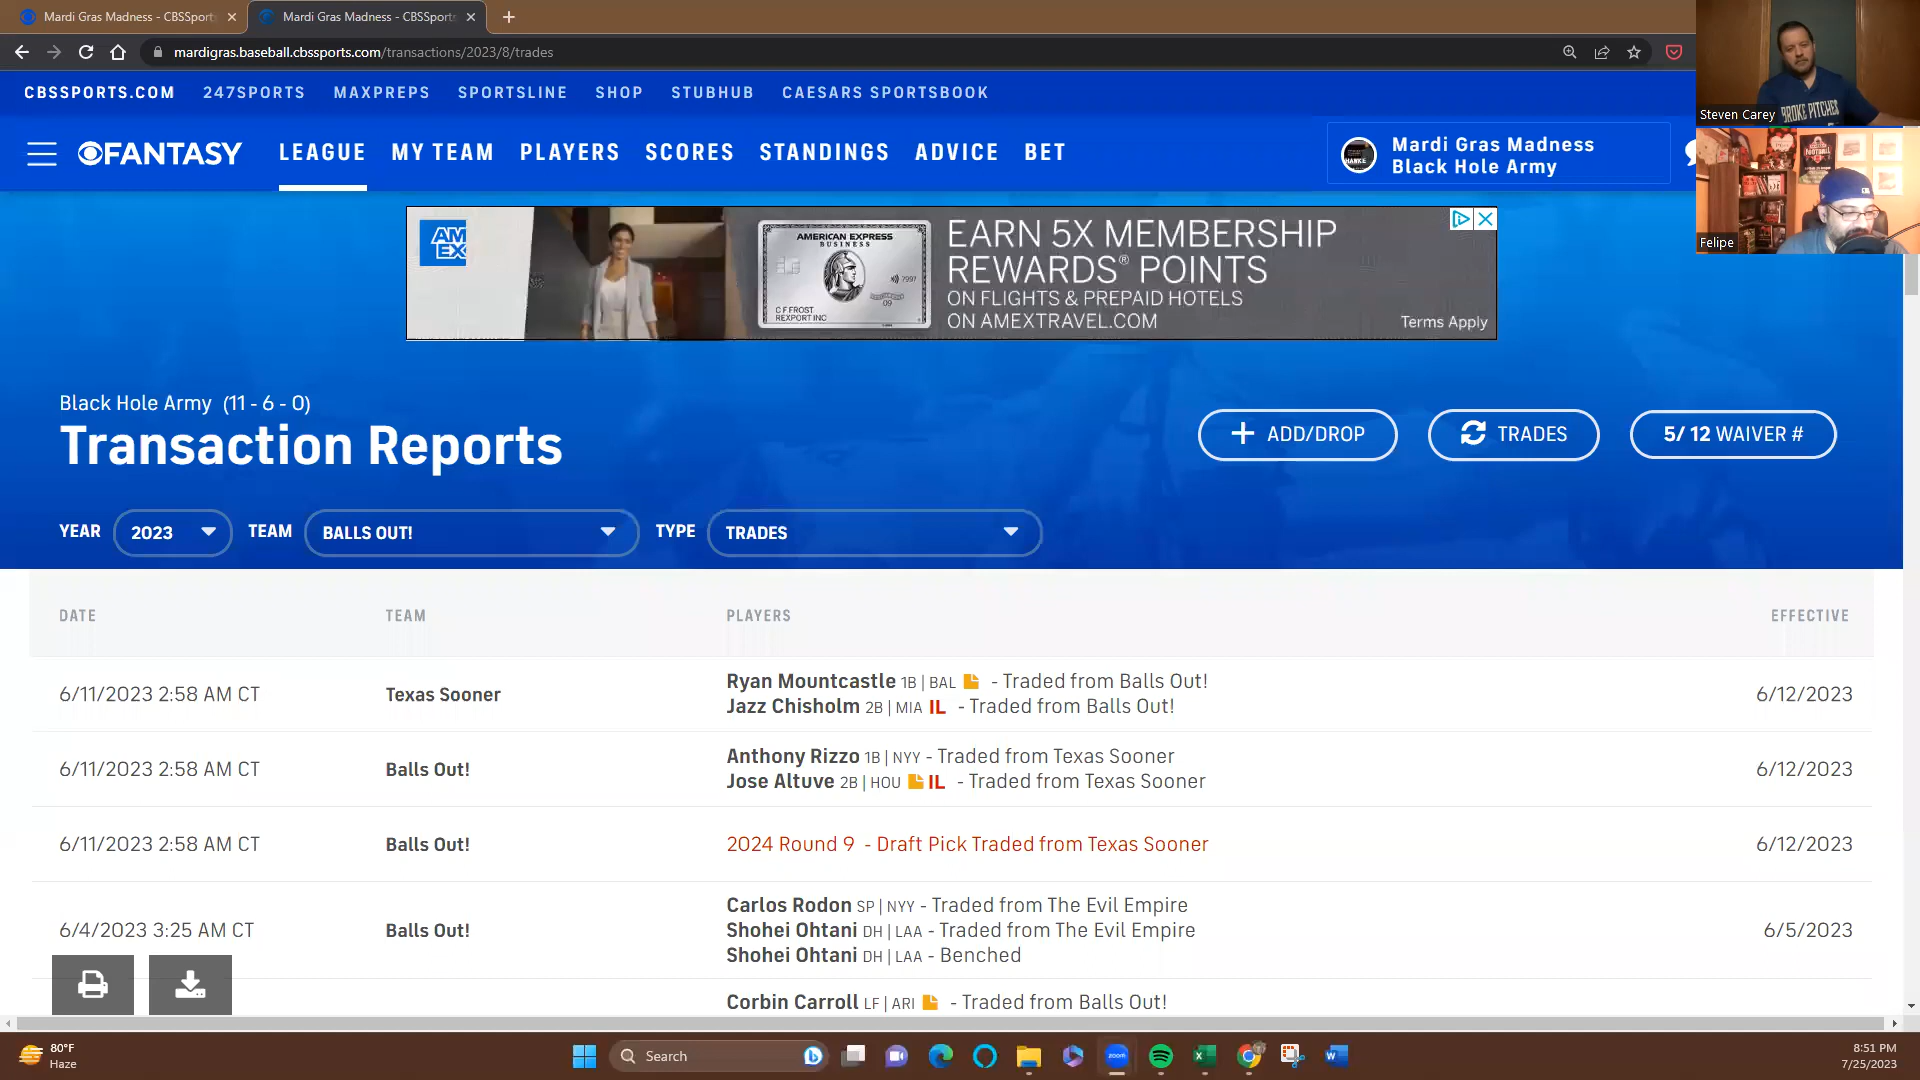 Mardi Gras Madness - CBSSport
Mardi Gras Madness - CBSSports
mardigras.baseball.cbssports.com/transactions/2023/8/trades
CBSSPORTS.COM 247SPORTS MAXPREPS SPORTSLINE SHOP STUBHUB CAESARS SPORTSBOOK
FANTASY LEAGUE MY TEAM PLAYERS SCORES STANDINGS ADVICE BET
Mardi Gras Madness
Black Hole Army
BROKE PITCHES
Steven Carey
Felipe
AM
EX
AMERICAN EXPRESS
BUSINESS
C F FROST
REXPORT INC
09
EARN 5X MEMBERSHIP
REWARDS® POINTS
ON FLIGHTS & PREPAID HOTELS
ON AMEXTRAVEL.COM
Terms Apply
Black Hole Army (11 - 6 - 0)
Transaction Reports
ADD/DROP
TRADES
5/ 12 WAIVER #
YEAR 2023 TEAM BALLS OUT! TYPE TRADES
DATE TEAM PLAYERS EFFECTIVE
6/11/2023 2:58 AM CT Texas Sooner
Ryan Mountcastle 1B | BAL - Traded from Balls Out!
Jazz Chisholm 2B | MIA IL - Traded from Balls Out!
6/12/2023
6/11/2023 2:58 AM CT Balls Out!
Anthony Rizzo 1B | NYY - Traded from Texas Sooner
Jose Altuve 2B | HOU IL - Traded from Texas Sooner
6/12/2023
6/11/2023 2:58 AM CT Balls Out! 2024 Round 9 - Draft Pick Traded from Texas Sooner 6/12/2023
6/4/2023 3:25 AM CT Balls Out!
Carlos Rodon SP | NYY - Traded from The Evil Empire
Shohei Ohtani DH | LAA - Traded from The Evil Empire
Shohei Ohtani DH | LAA - Benched
6/5/2023
Corbin Carroll LF | ARI - Traded from Balls Out!
80°F
Haze
Search
zoom
8:51 PM
7/25/2023